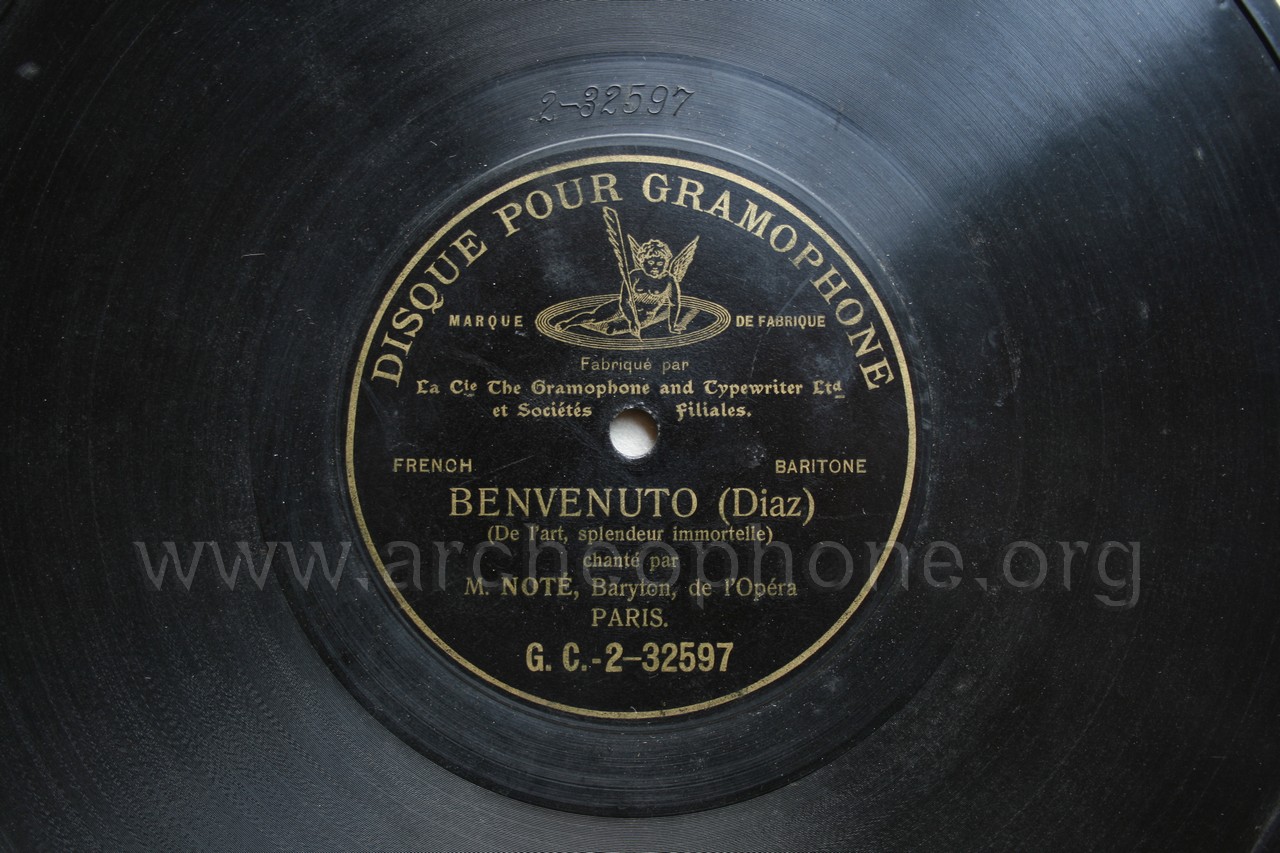 2-32597
DISQUE POUR GRAMOPHONE
MARQUE DE FABRIQUE
Fabriqué par
La Cie The Gramophone and Typewriter Ltd
et Sociétés Filiales.
FRENCH BARITONE
BENVENUTO (Diaz)
(De l'art, splendeur immortelle)
www.archeophone.org
chanté par
M. NOTÉ, Baryton, de l'Opéra
PARIS.
G. C.-2-32597